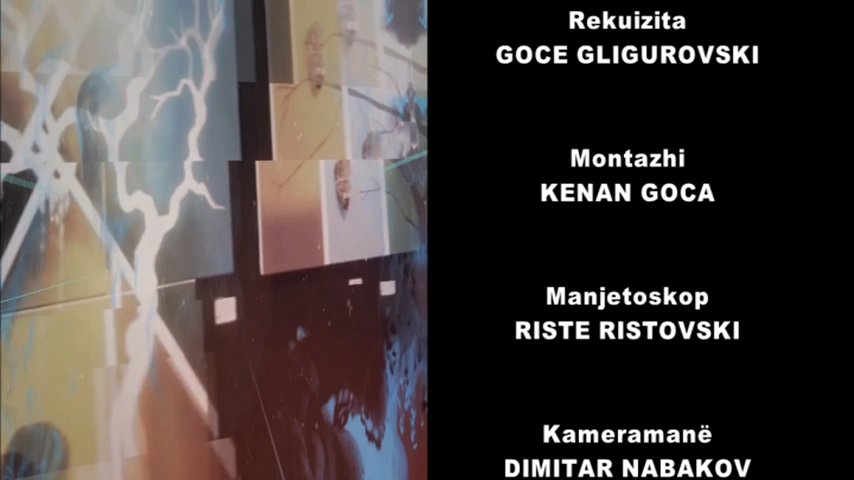 Rekuizita
GOCE GLIGUROVSKI
Montazhi
KENAN GOCA
Manjetoskop
RISTE RISTOVSKI
Kameramanë
DIMITAR NABAKOV